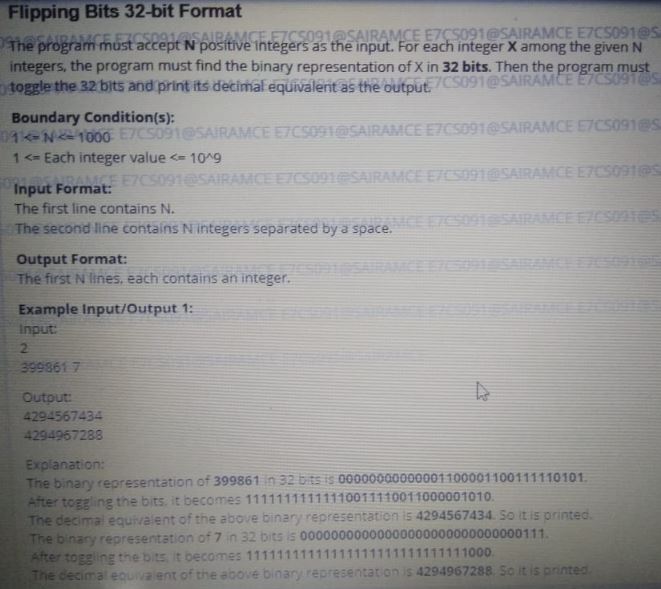 Flipping Bits 32-bit Format
The program must accept N positive integers as the input. For each integer X among the given N
integers, the program must find the binary representation of X in 32 bits. Then the program must
toggle the 32 bits and print its decimal equivalent as the output.
Boundary Condition(s):
1 <= N <= 1000
1 <= Each integer value <= 10^9
Input Format:
The first line contains N.
The second line contains N integers separated by a space.
Output Format:
The first N lines, each contains an integer.
Example Input/Output 1:
Input:
2
399861 7
Output:
4294567434
4294967288
Explanation:
The binary representation of 399861 in 32 bits is 00000000000001100001100111110101.
After toggling the bits, it becomes 11111111111110011110011000001010.
The decimal equivalent of the above binary representation is 4294567434. So it is printed.
The binary representation of 7 in 32 bits is 00000000000000000000000000000111.
After toggling the bits, it becomes 11111111111111111111111111111000.
The decimal equivalent of the above binary representation is 4294967288. So it is printed.